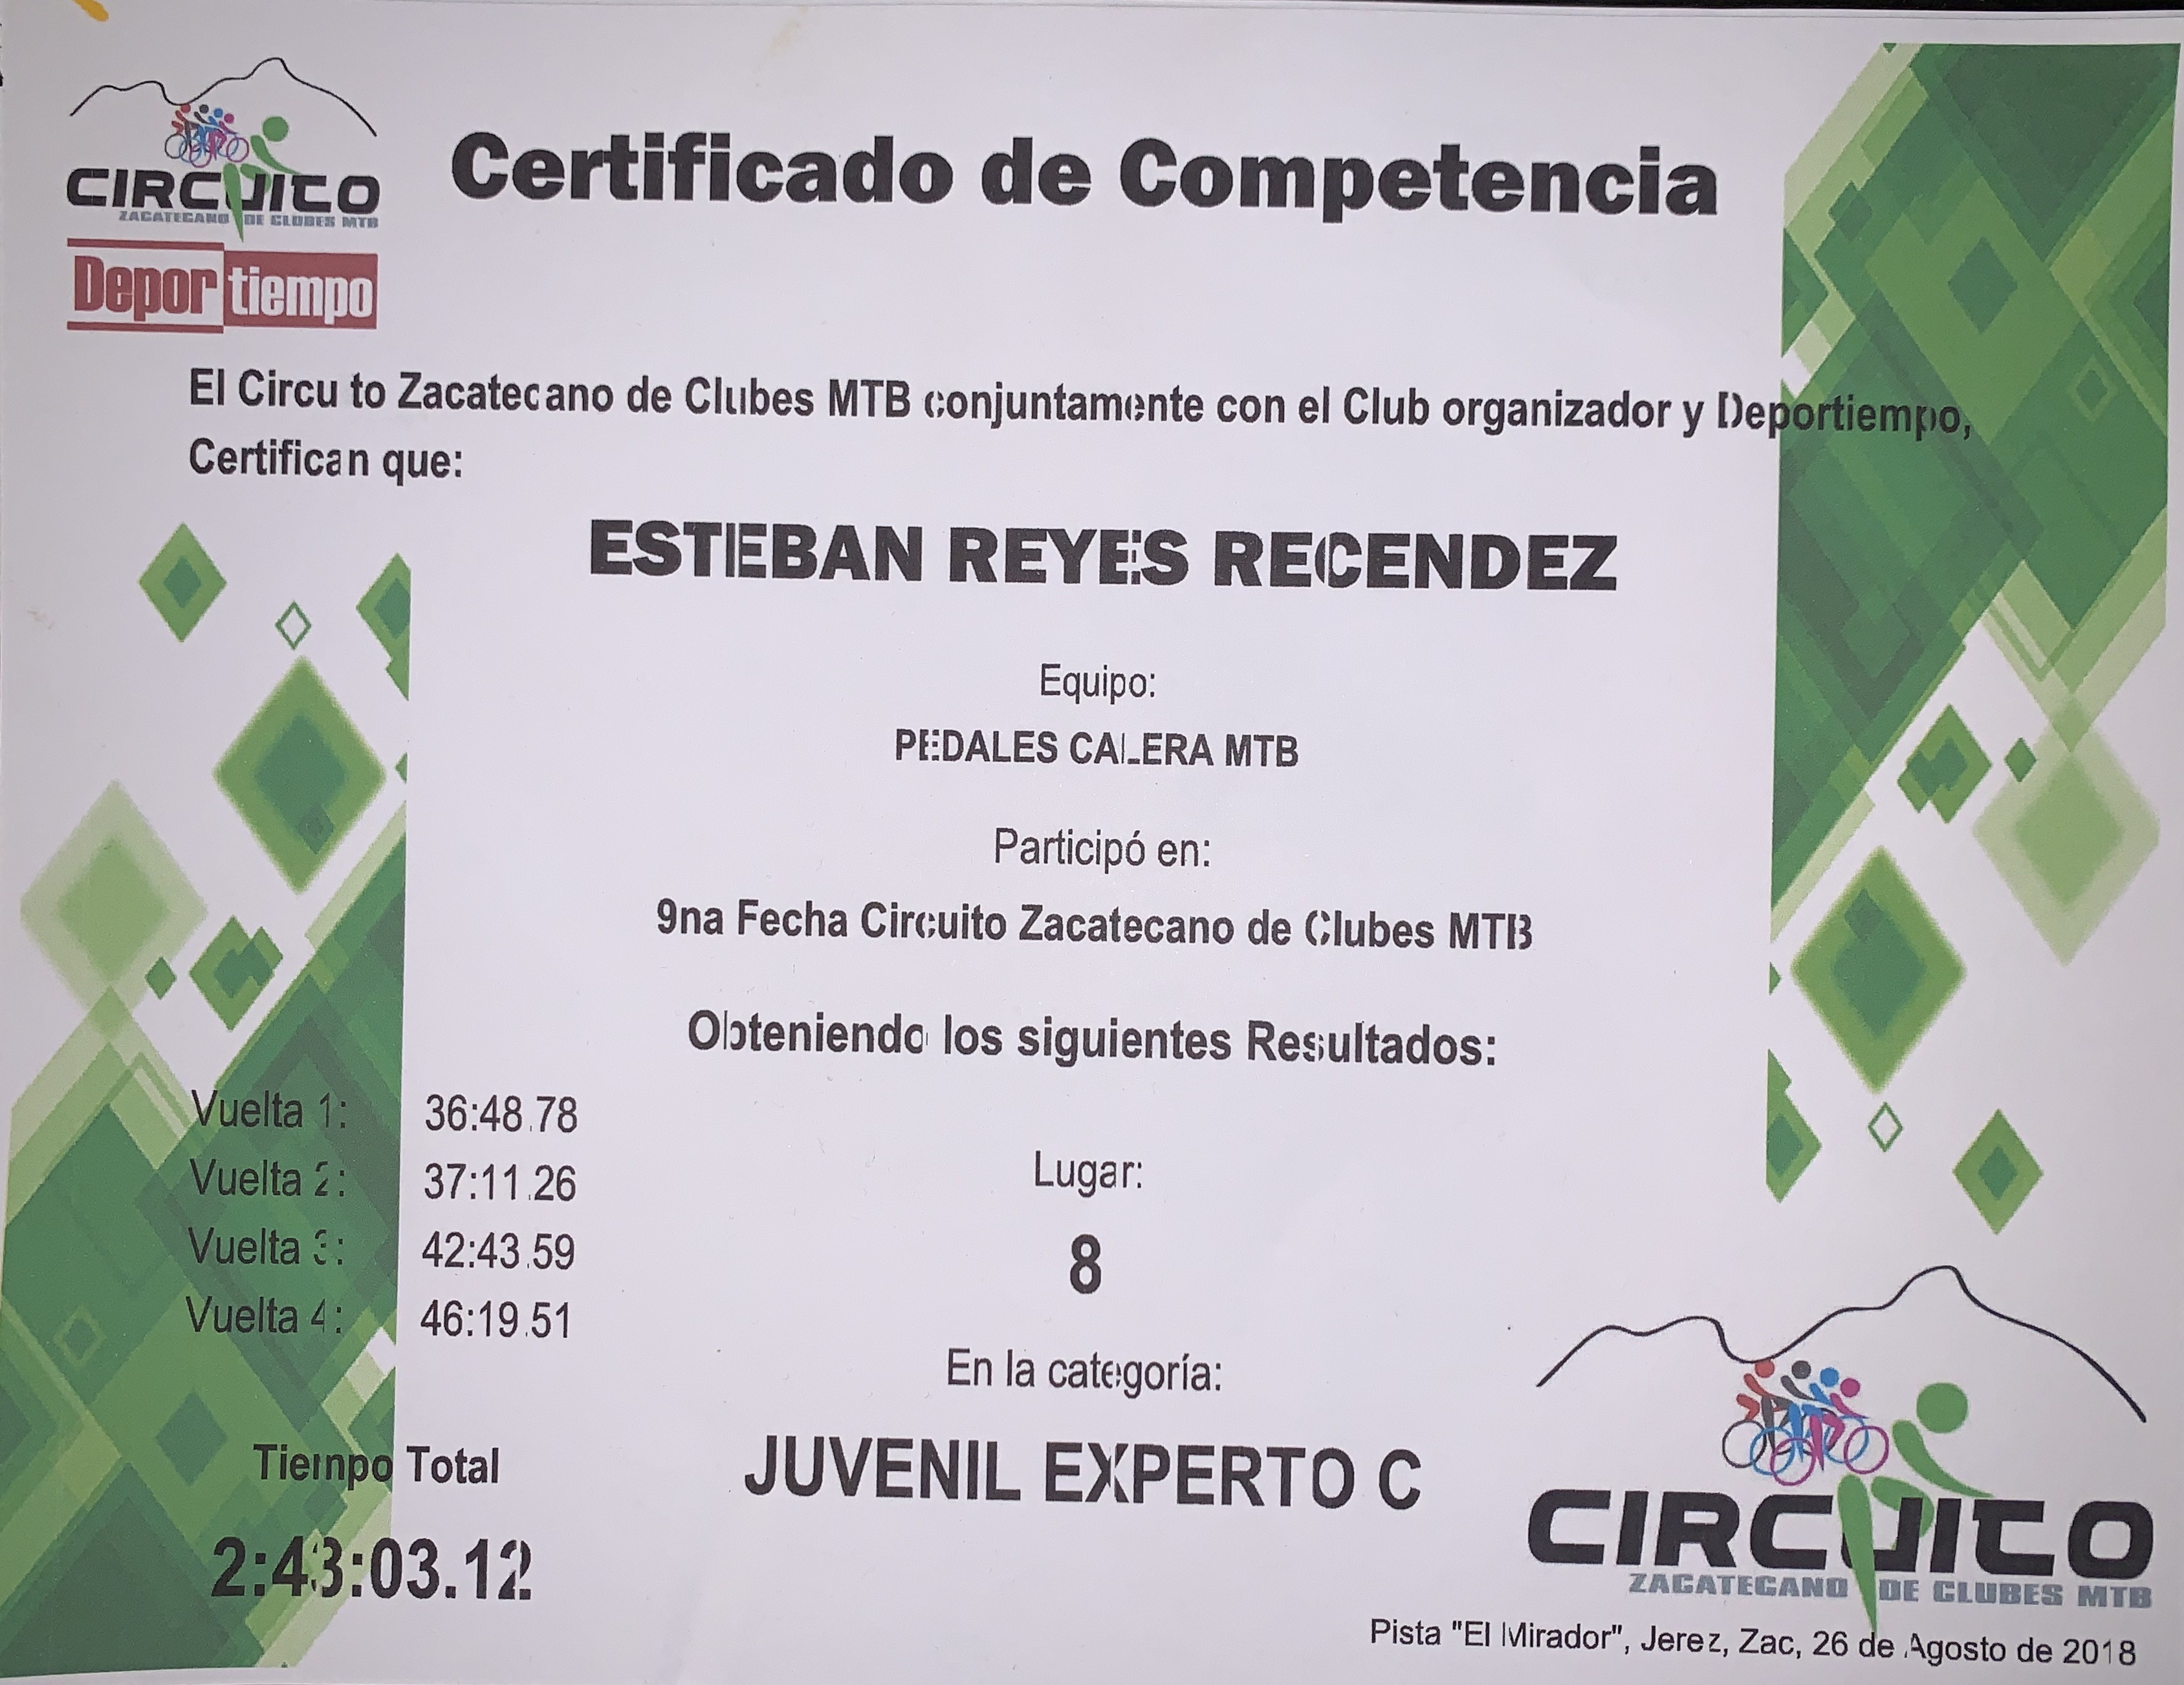 CIRCUITO
ZACATECANO DE CLUBES MTB
Deportiempo
Certificado de Competencia
El Circu to Zacatecano de Clubes MTB conjuntamente con el Club organizador y Deportiempo,
Certifican que:
ESTEBAN REYES RECENDEZ
Equipo:
PEDALES CALERA MTB
Participó en:
9na Fecha Circuito Zacatecano de Clubes MTB
Obteniendo los siguientes Resultados:
Vuelta 1: 36:48.78
Vuelta 2: 37:11.26
Vuelta 3: 42:43.59
Vuelta 4: 46:19.51
Tiempo Total
2:43:03.12
Lugar:
8
En la categoría:
JUVENIL EXPERTO C
CIRCUITO
ZACATECANO DE CLUBES MTB
Pista "El Mirador", Jerez, Zac, 26 de Agosto de 2018